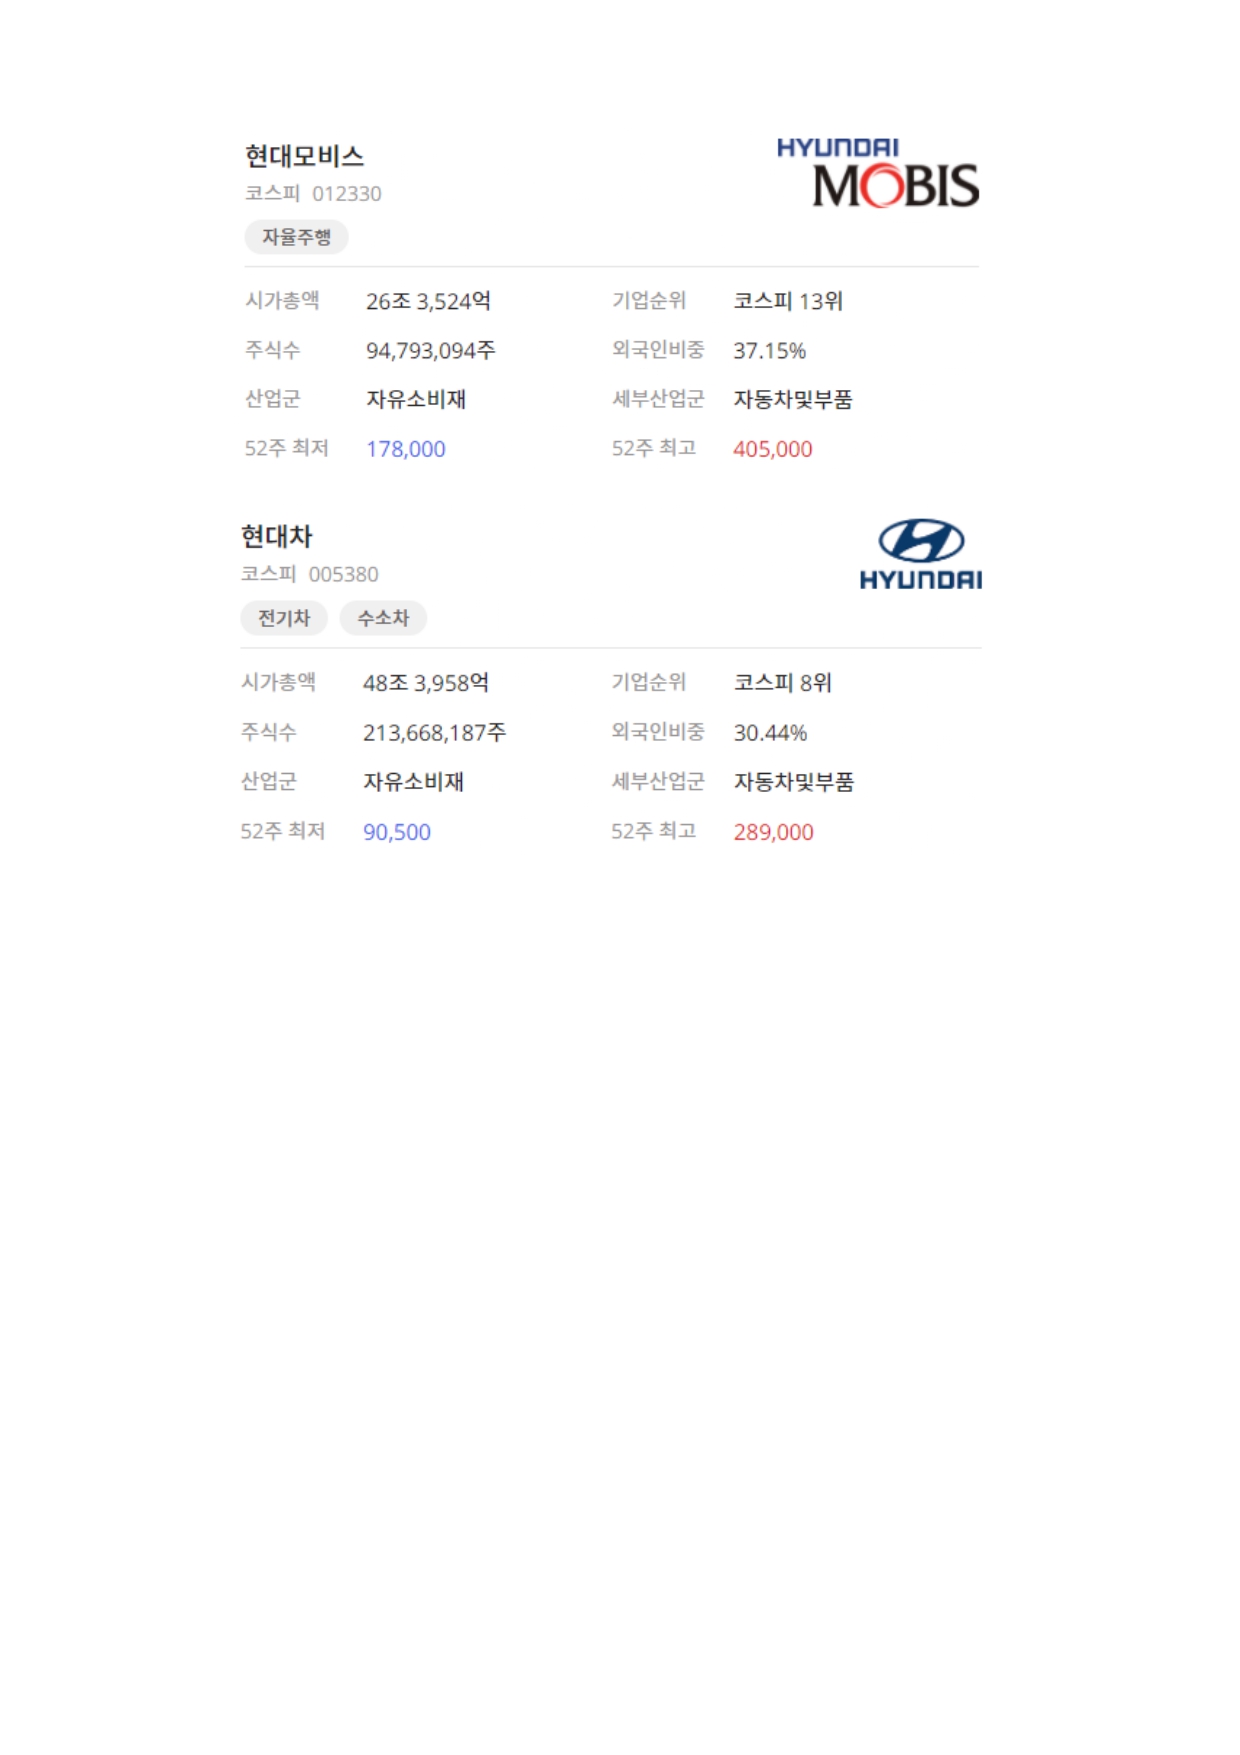 현대모비스
HYUNDAI
MOBIS
코스피 012330
자율주행
시가총액 26조 3,524억 기업순위 코스피 13위
주식수 94,793,094주 외국인비중 37.15%
산업군 자유소비재 세부산업군 자동차및부품
52주 최저 178,000 52주 최고 405,000
현대차
HYUNDAI
코스피 005380
전기차 수소차
시가총액 48조 3,958억 기업순위 코스피 8위
주식수 213,668,187주 외국인비중 30.44%
산업군 자유소비재 세부산업군 자동차및부품
52주 최저 90,500 52주 최고 289,000